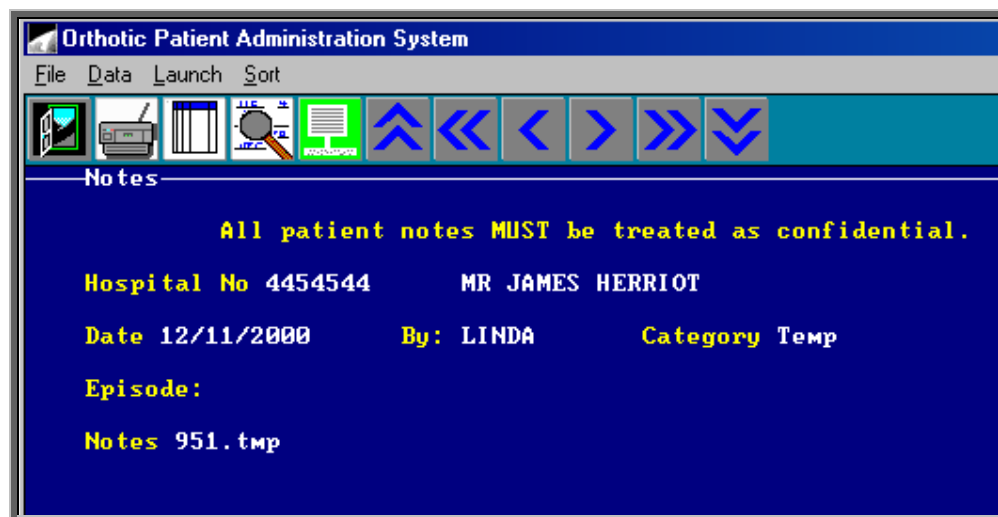 Orthotic Patient Administration System
File Data Launch Sort
Notes
All patient notes MUST be treated as confidential.
Hospital No 4454544 MR JAMES HERRIOT
Date 12/11/2000 By: LINDA Category Temp
Episode:
Notes 951.tmp